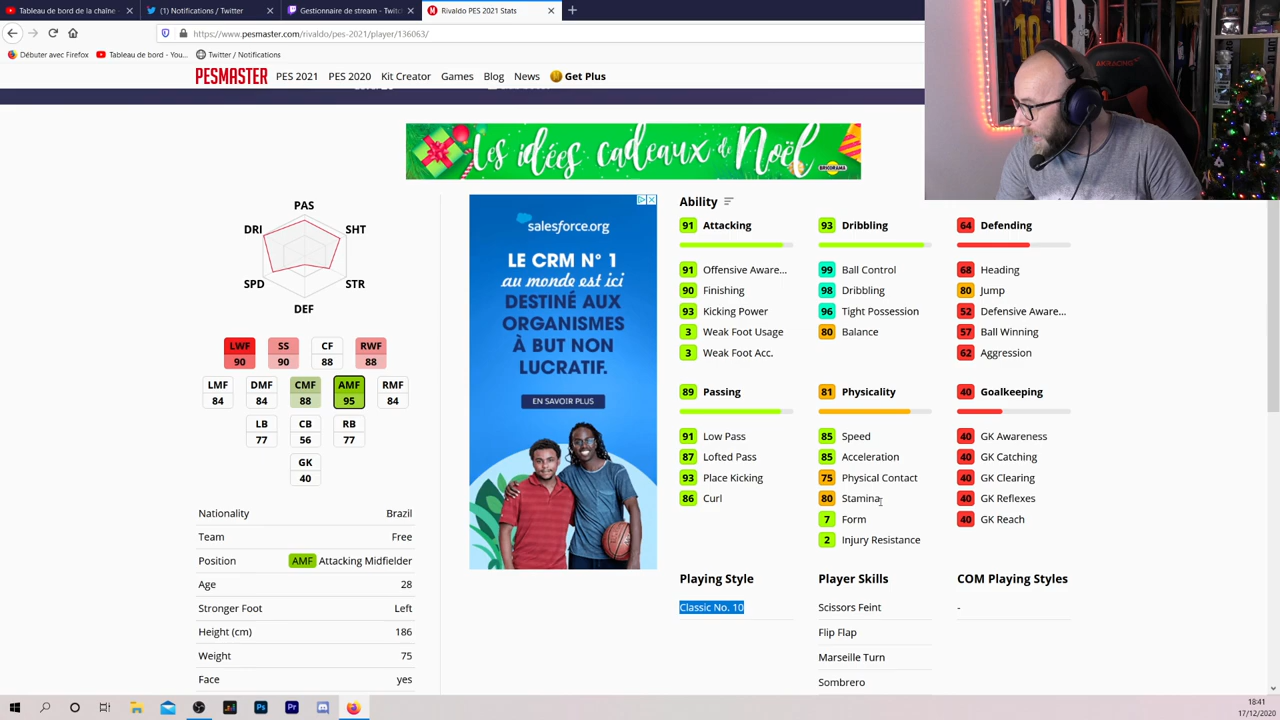 Tableau de bord de la chaîne -
(1) Notifications / Twitter
Gestionnaire de stream - Twitch
Rivaldo PES 2021 Stats
https://www.pesmaster.com/rivaldo/pes-2021/player/136063/
Débuter avec Firefox
Tableau de bord - You...
Twitter / Notifications
PESMASTER
PES 2021
PES 2020
Kit Creator
Games
Blog
News
Get Plus
Les idées cadeaux de Noël
BRICORAMA
AKRACING
PAS
DRI
SHT
SPD
STR
DEF
LWF
90
SS
90
CF
88
RWF
88
LMF
84
DMF
84
CMF
88
AMF
95
RMF
84
LB
77
CB
56
RB
77
GK
40
Nationality Brazil
Team Free
Position AMF Attacking Midfielder
Age 28
Stronger Foot Left
Height (cm) 186
Weight 75
Face yes
salesforce.org
LE CRM N° 1
au monde est ici
DESTINÉ AUX
ORGANISMES
À BUT NON
LUCRATIF.
EN SAVOIR PLUS
Ability
91 Attacking
91 Offensive Aware...
90 Finishing
93 Kicking Power
3 Weak Foot Usage
3 Weak Foot Acc.
93 Dribbling
99 Ball Control
98 Dribbling
96 Tight Possession
80 Balance
64 Defending
68 Heading
80 Jump
52 Defensive Aware...
57 Ball Winning
62 Aggression
89 Passing
91 Low Pass
87 Lofted Pass
93 Place Kicking
86 Curl
81 Physicality
85 Speed
85 Acceleration
75 Physical Contact
80 Stamina
7 Form
2 Injury Resistance
40 Goalkeeping
40 GK Awareness
40 GK Catching
40 GK Clearing
40 GK Reflexes
40 GK Reach
Playing Style
Classic No. 10
Player Skills
Scissors Feint
Flip Flap
Marseille Turn
Sombrero
COM Playing Styles
-
18:41
17/12/2020